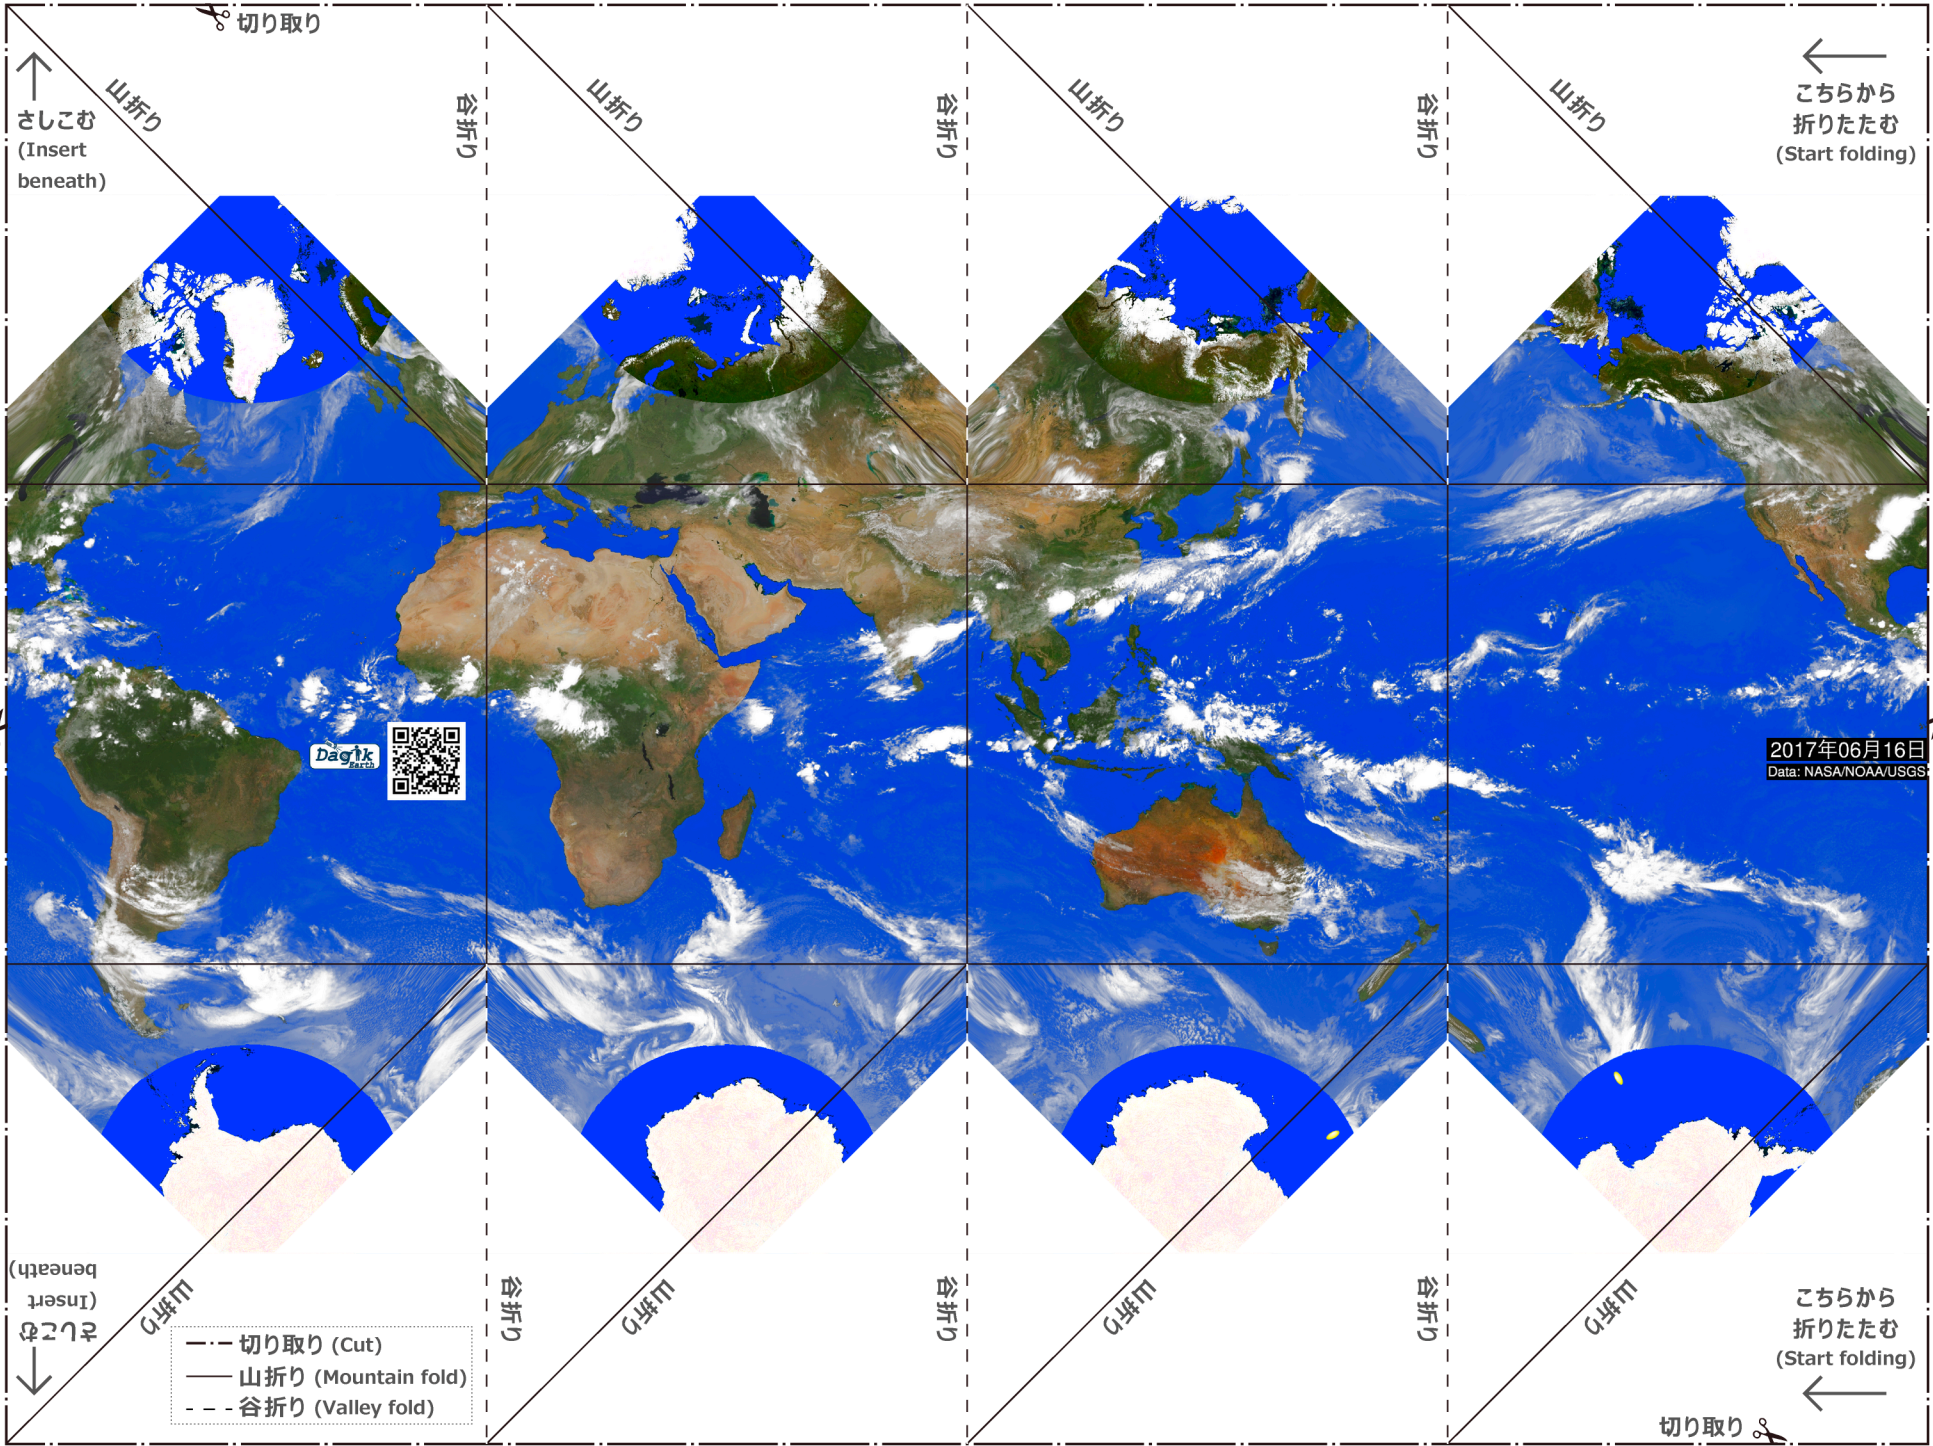 切り取り
山折り
谷折り
山折り
谷折り
山折り
谷折り
山折り
さしこむ
(Insert
beneath)
こちらから
折りたたむ
(Start folding)
Dagik
Earth
2017年06月16日
Data: NASA/NOAA/USGS
さしこむ
(Insert
beneath)
山折り
谷折り
山折り
谷折り
山折り
谷折り
山折り
こちらから
折りたたむ
(Start folding)
切り取り (Cut)
山折り (Mountain fold)
谷折り (Valley fold)
切り取り